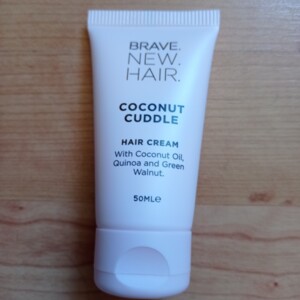 BRAVE.
NEW.
HAIR.
COCONUT
CUDDLE
HAIR CREAM
With Coconut Oil,
Quinoa and Green
Walnut.
50ML℮